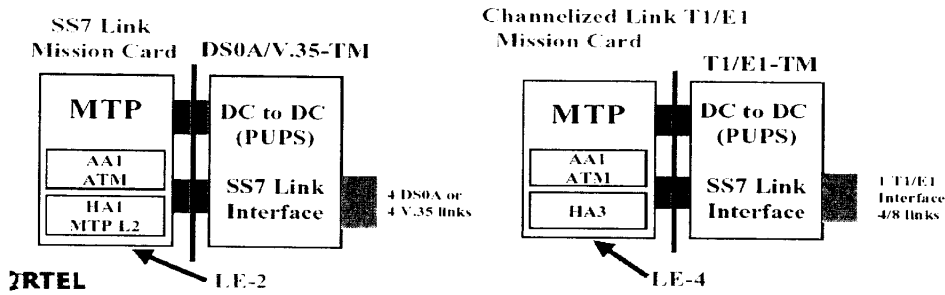 SS7 Link
Mission Card
DS0A/V.35-TM
MTP
AA1
ATM
HA1
MTP L2
DC to DC
(PUPS)
SS7 Link
Interface
4 DS0A or
4 V.35 links
LE-2
RTEL
Channelized Link T1/E1
Mission Card
T1/E1-TM
MTP
AA1
ATM
HA3
DC to DC
(PUPS)
SS7 Link
Interface
1 T1/E1
Interface
4/8 links
LE-4